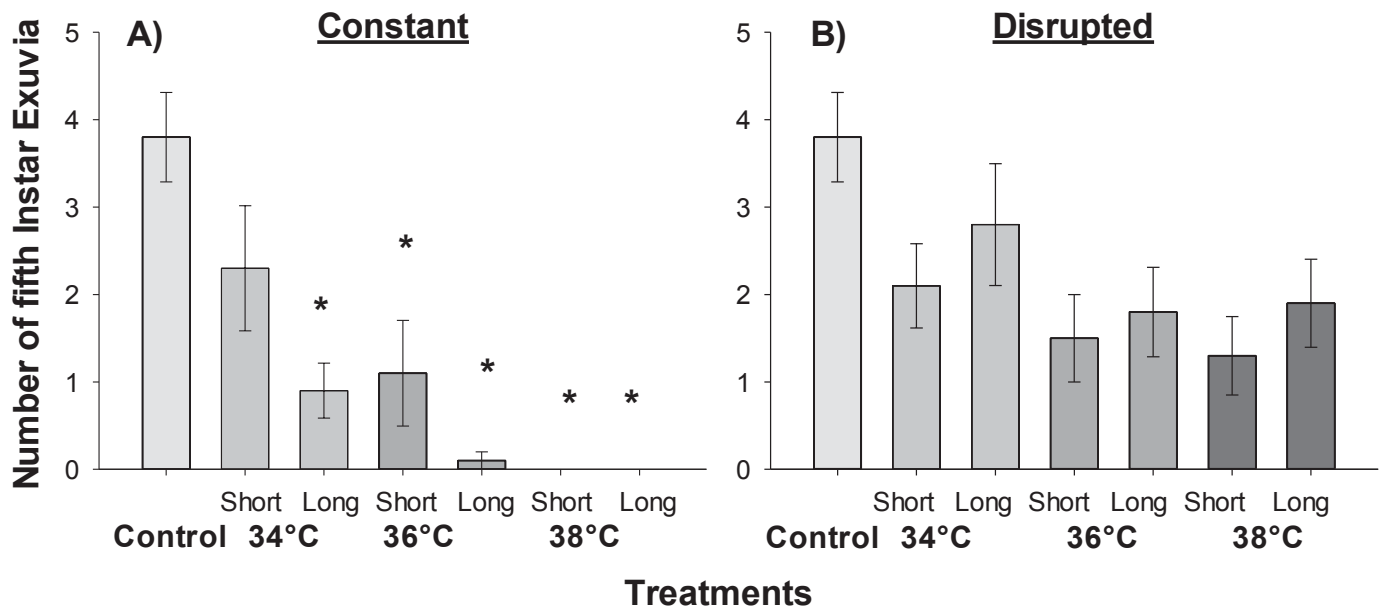 A) Constant
B) Disrupted
Number of fifth Instar Exuvia
5
4
3
2
1
0
5
4
3
2
1
0
*
*
*
* *
Short Long Short Long Short Long
Control 34°C 36°C 38°C
Short Long Short Long Short Long
Control 34°C 36°C 38°C
Treatments